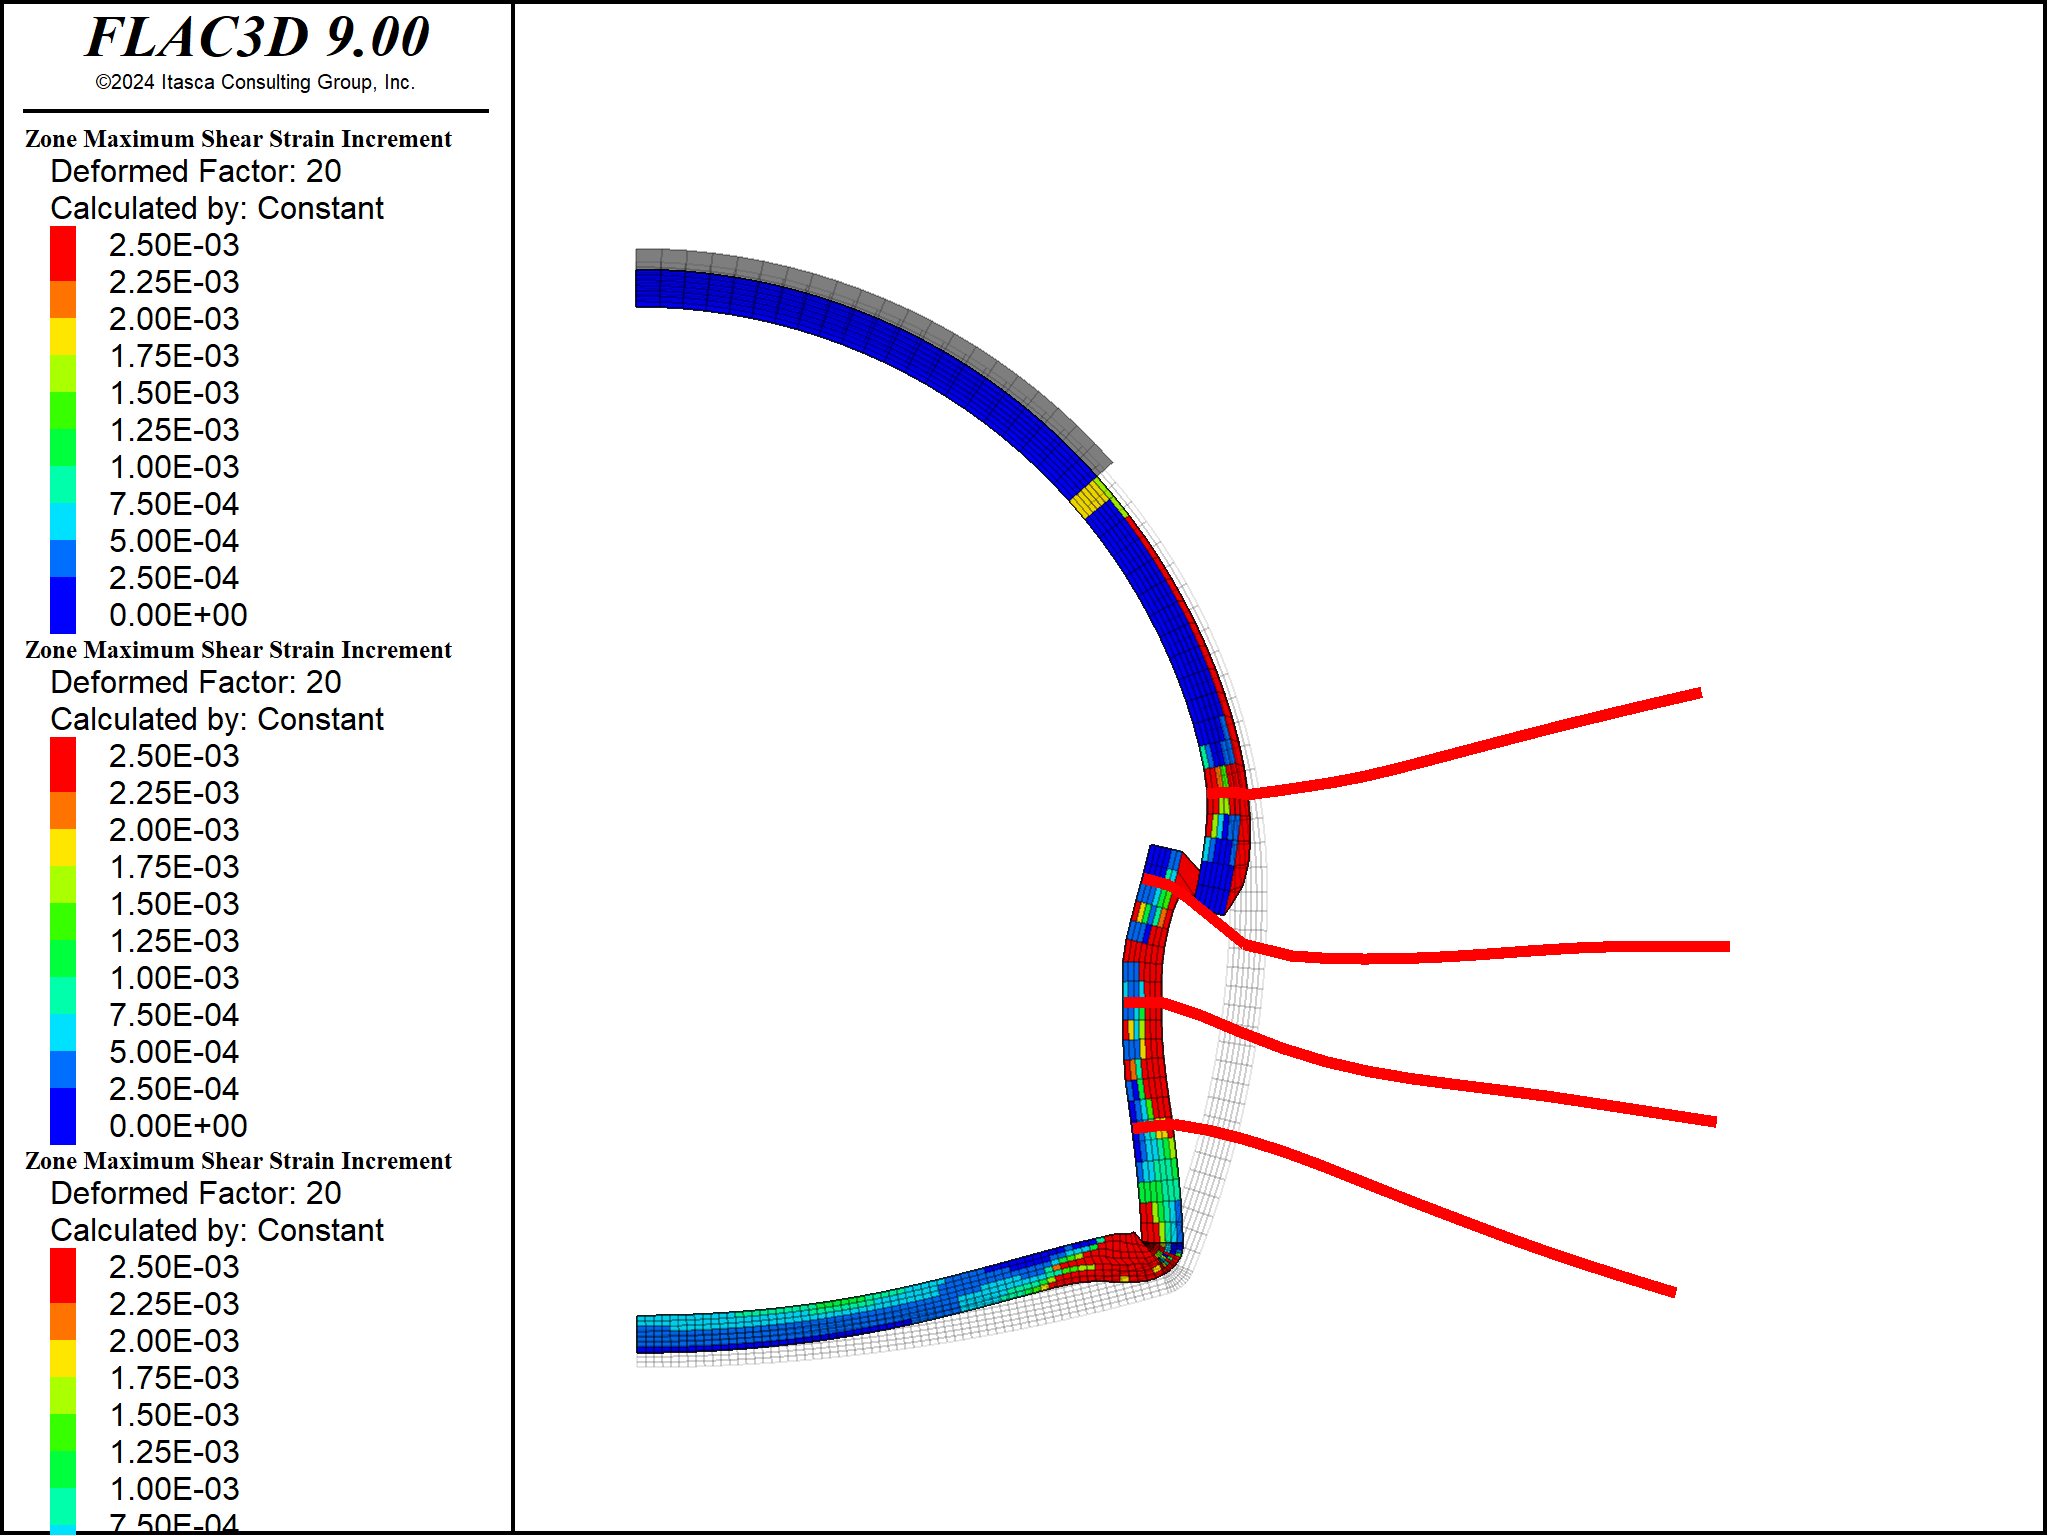 FLAC3D 9.00
©2024 Itasca Consulting Group, Inc.
Zone Maximum Shear Strain Increment
Deformed Factor: 20
Calculated by: Constant
2.50E-03
2.25E-03
2.00E-03
1.75E-03
1.50E-03
1.25E-03
1.00E-03
7.50E-04
5.00E-04
2.50E-04
0.00E+00
Zone Maximum Shear Strain Increment
Deformed Factor: 20
Calculated by: Constant
2.50E-03
2.25E-03
2.00E-03
1.75E-03
1.50E-03
1.25E-03
1.00E-03
7.50E-04
5.00E-04
2.50E-04
0.00E+00
Zone Maximum Shear Strain Increment
Deformed Factor: 20
Calculated by: Constant
2.50E-03
2.25E-03
2.00E-03
1.75E-03
1.50E-03
1.25E-03
1.00E-03
7.50E-04